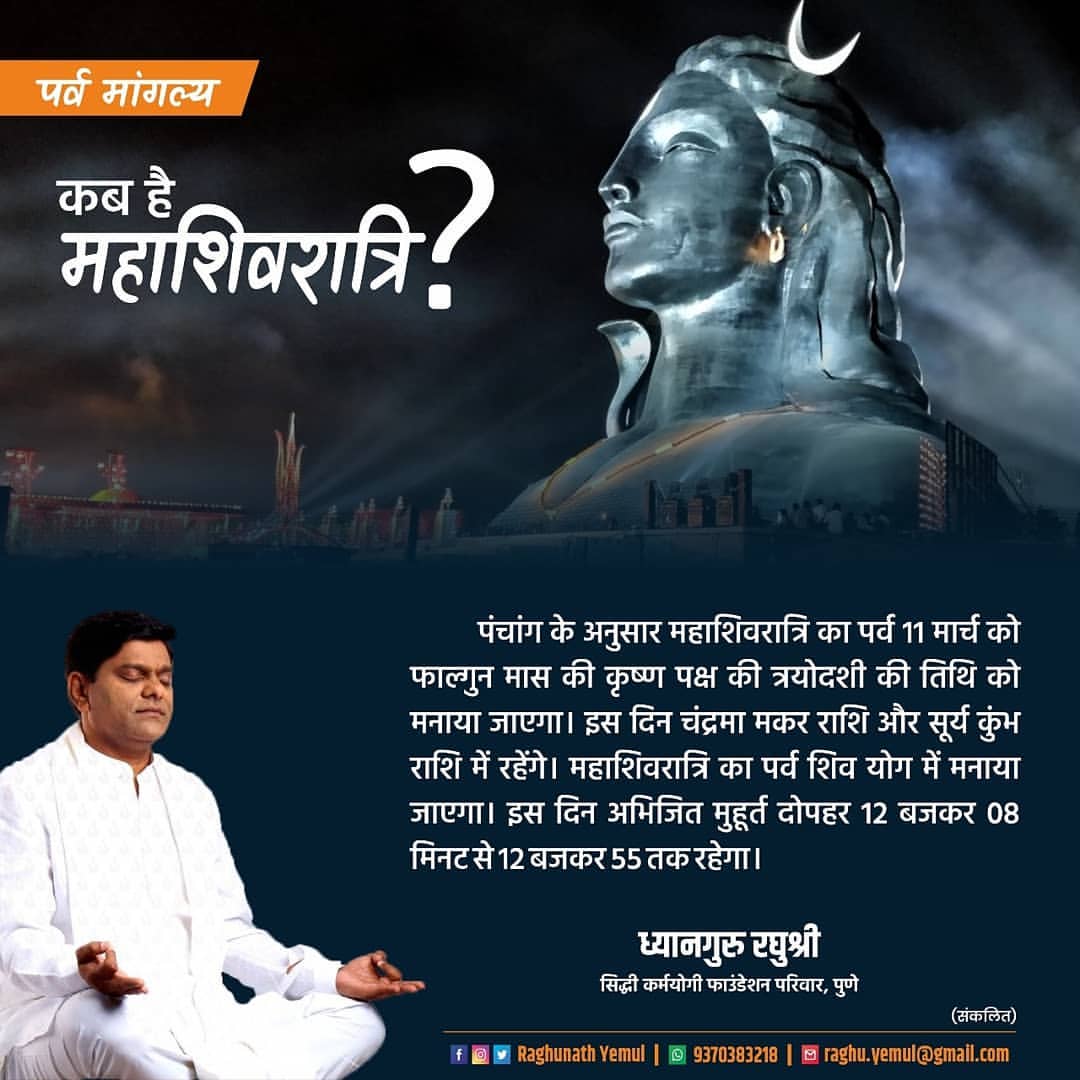 पर्व मांगल्य
कब है
महाशिवरात्रि?
पंचांग के अनुसार महाशिवरात्रि का पर्व 11 मार्च को
फाल्गुन मास की कृष्ण पक्ष की त्रयोदशी की तिथि को
मनाया जाएगा। इस दिन चंद्रमा मकर राशि और सूर्य कुंभ
राशि में रहेंगे। महाशिवरात्रि का पर्व शिव योग में मनाया
जाएगा। इस दिन अभिजित मुहूर्त दोपहर 12 बजकर 08
मिनट से 12 बजकर 55 तक रहेगा।
ध्यानगुरु रघुश्री
सिद्धी कर्मयोगी फाउंडेशन परिवार, पुणे
(संकलित)
Raghunath Yemul | 9370383218 | raghu.yemul@gmail.com